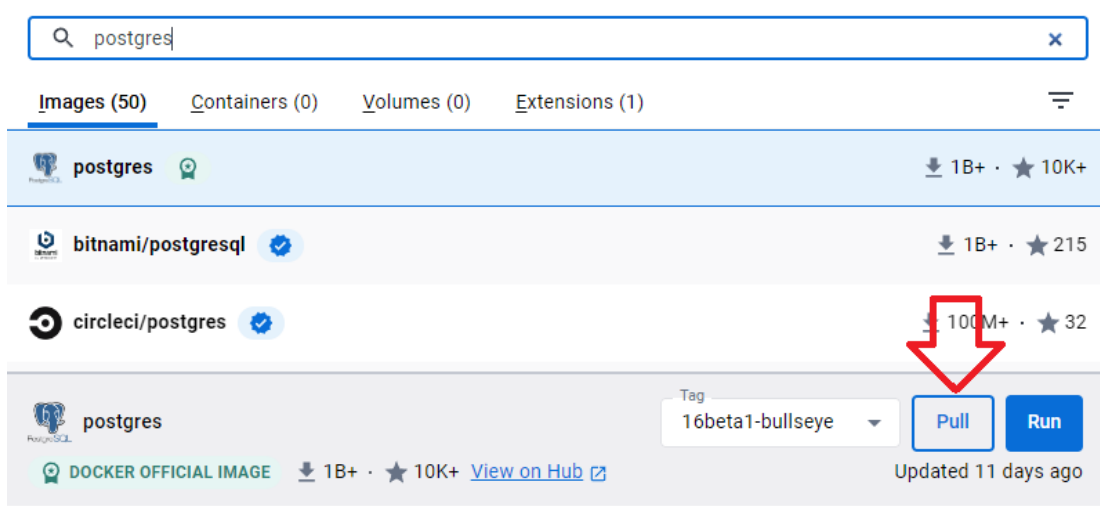 postgres
Images (50) Containers (0) Volumes (0) Extensions (1)
postgres 1B+ · 10K+
bitnami/postgresql 1B+ · 215
circleci/postgres 100M+ · 32
Tag
postgres 16beta1-bullseye Pull Run
PostgreSQL
DOCKER OFFICIAL IMAGE 1B+ · 10K+ View on Hub Updated 11 days ago